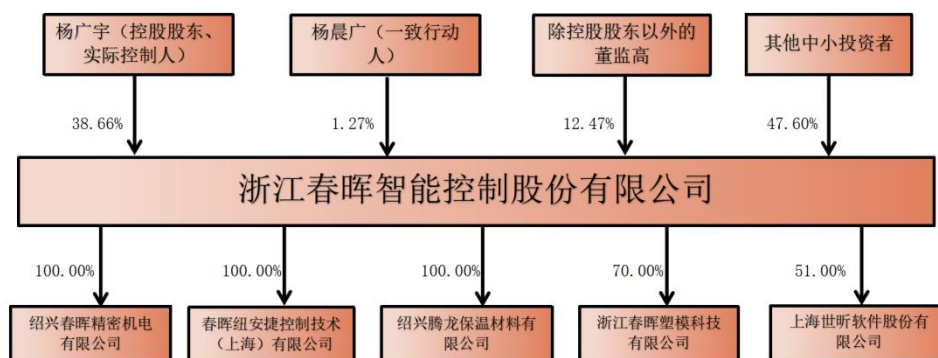 杨广宇（控股股东、
实际控制人）
杨晨广（一致行动
人）
除控股股东以外的
董监高
其他中小投资者
38.66%
1.27%
12.47%
47.60%
浙江春晖智能控制股份有限公司
100.00%
100.00%
100.00%
70.00%
51.00%
绍兴春晖精密机电
有限公司
春晖纽安捷控制技术
（上海）有限公司
绍兴腾龙保温材料有
限公司
浙江春晖塑模科技
有限公司
上海世昕软件股份有
限公司